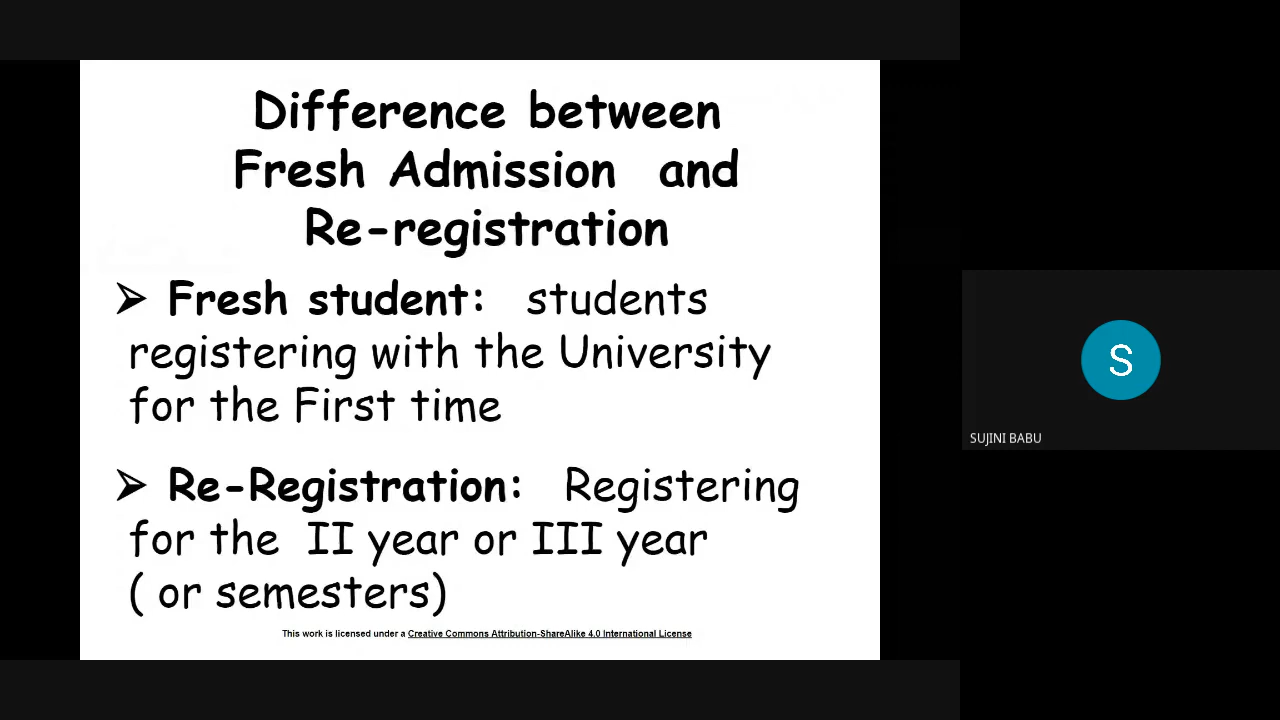 Difference between
Fresh Admission and
Re-registration
➢ Fresh student: students
registering with the University
for the First time
➢ Re-Registration: Registering
for the II year or III year
( or semesters)
This work is licensed under a Creative Commons Attribution-ShareAlike 4.0 International License
S
SUJINI BABU